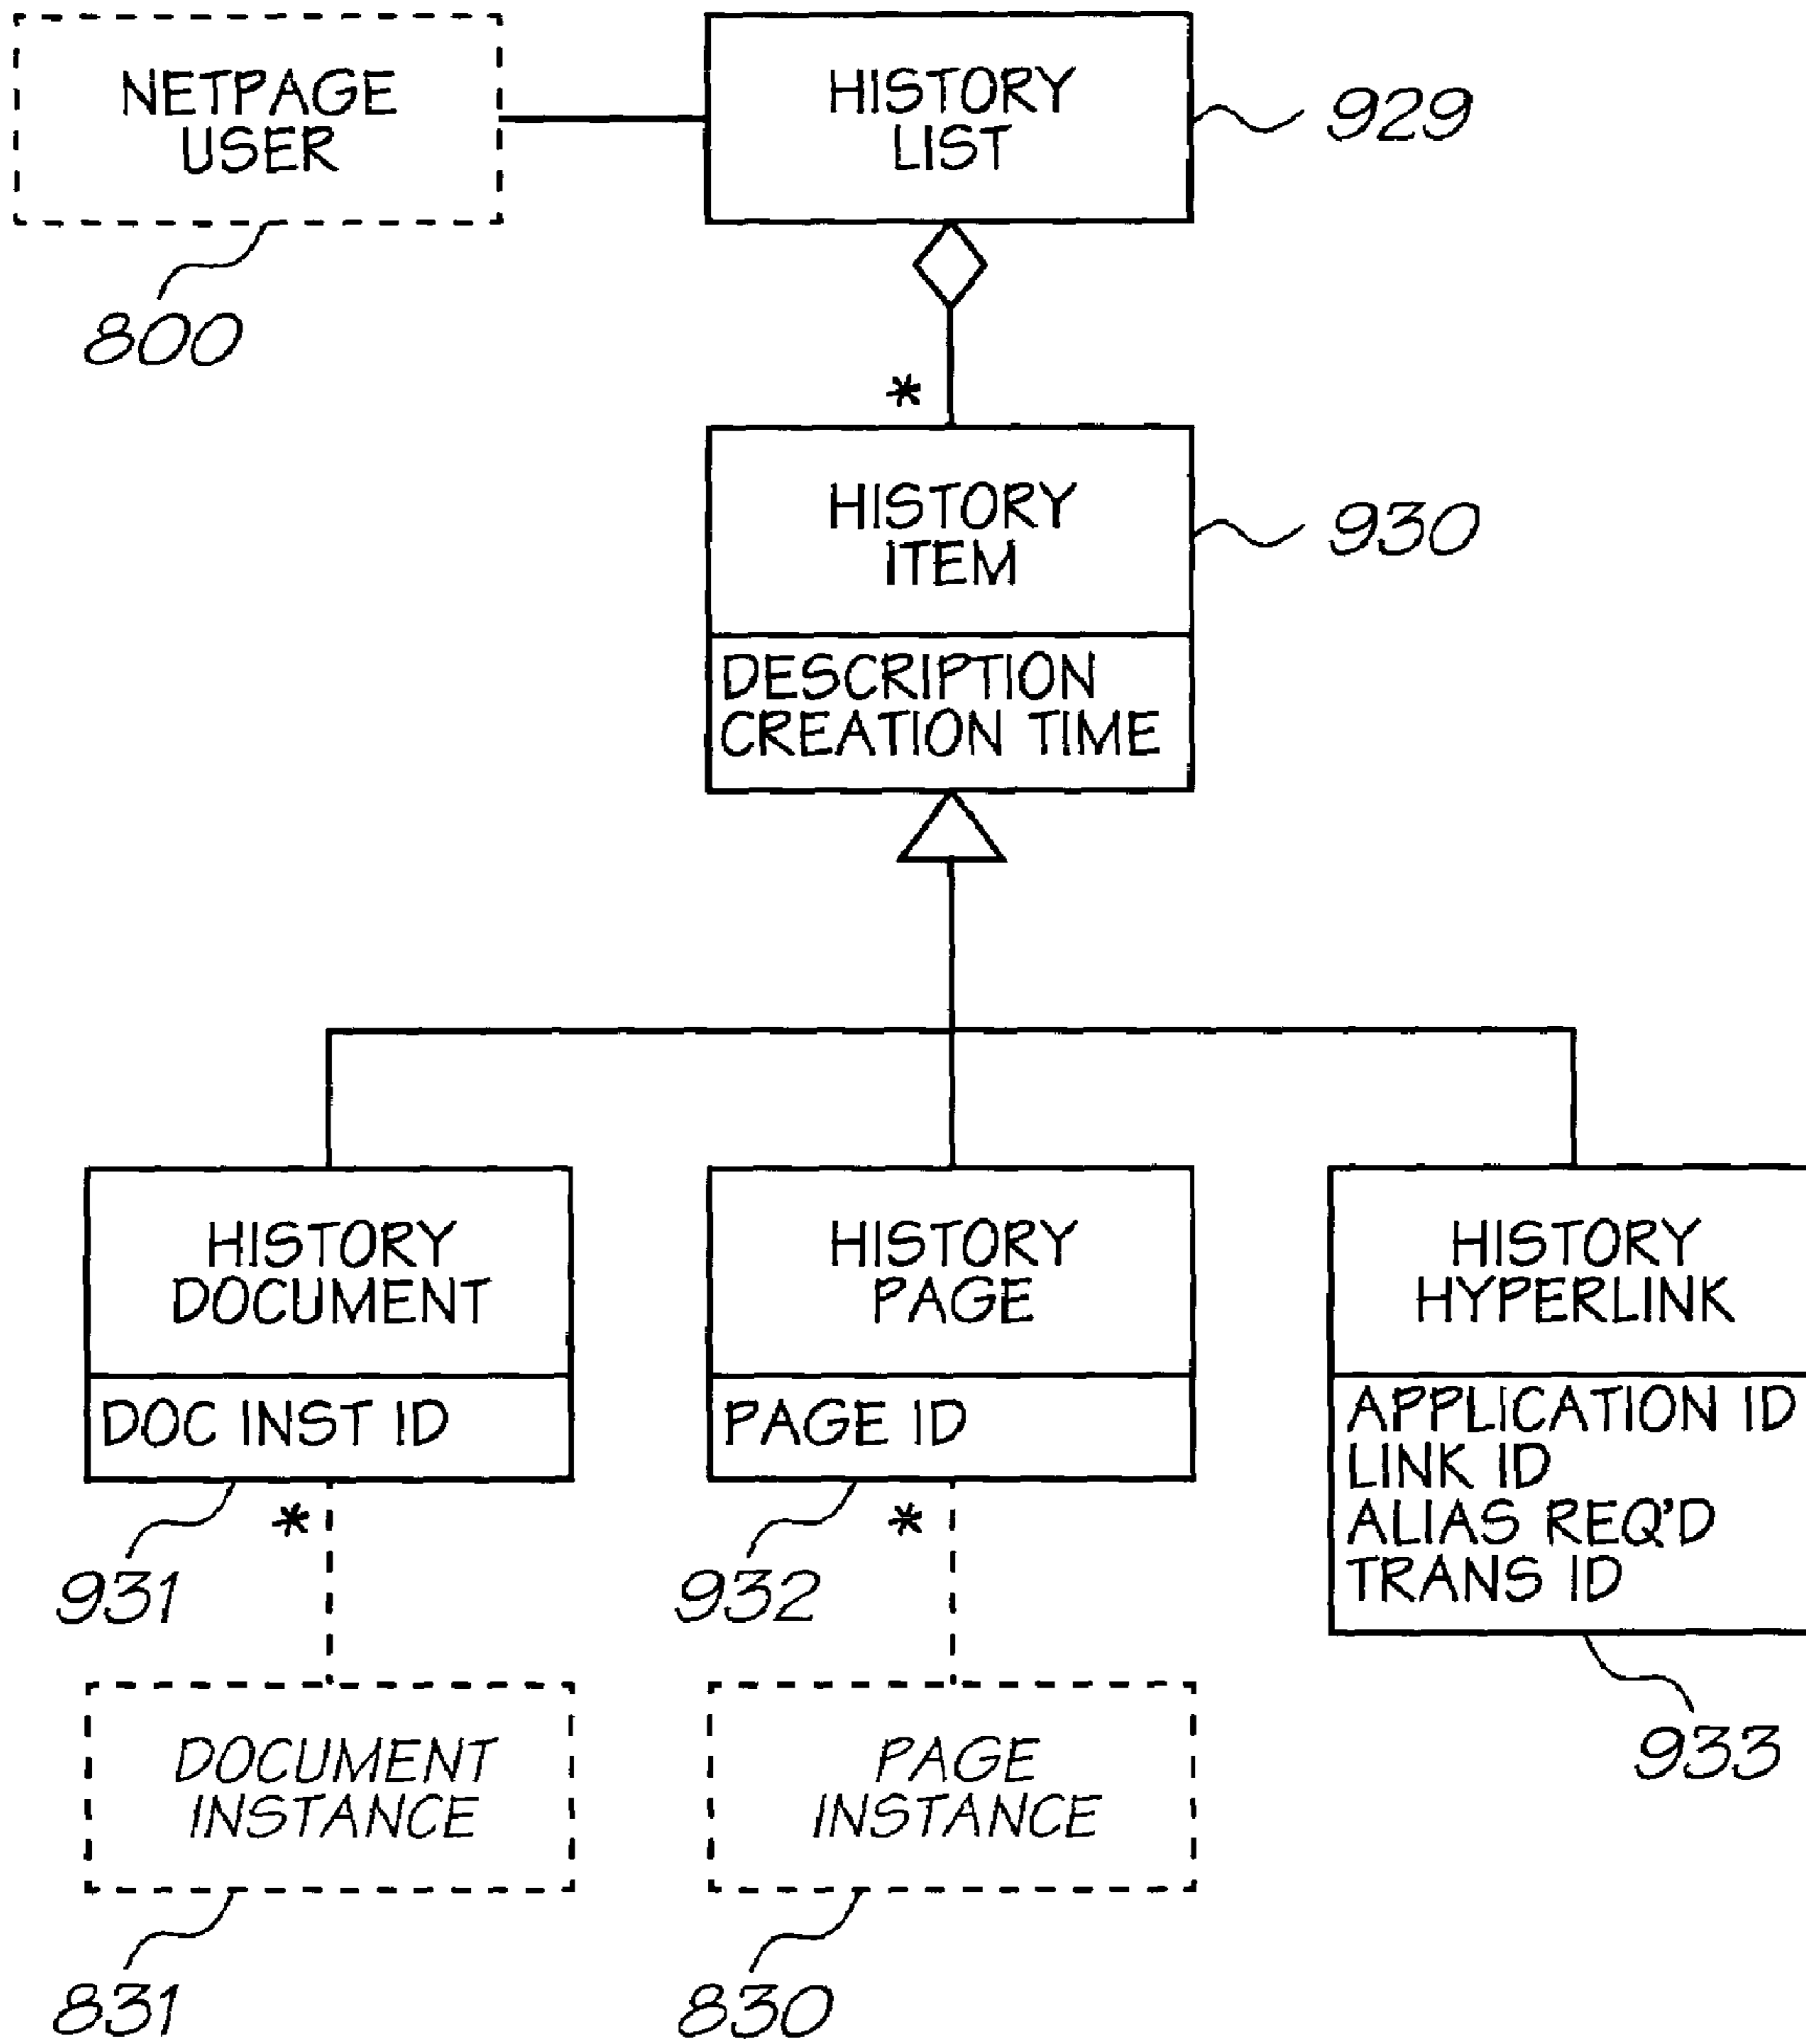 NETPAGE
USER
800
HISTORY
LIST
929
*
HISTORY
ITEM
930
DESCRIPTION
CREATION TIME
HISTORY
DOCUMENT
DOC INST ID
931
*
HISTORY
PAGE
PAGE ID
932
*
HISTORY
HYPERLINK
APPLICATION ID
LINK ID
ALIAS REQ'D
TRANS ID
933
DOCUMENT
INSTANCE
831
PAGE
INSTANCE
830